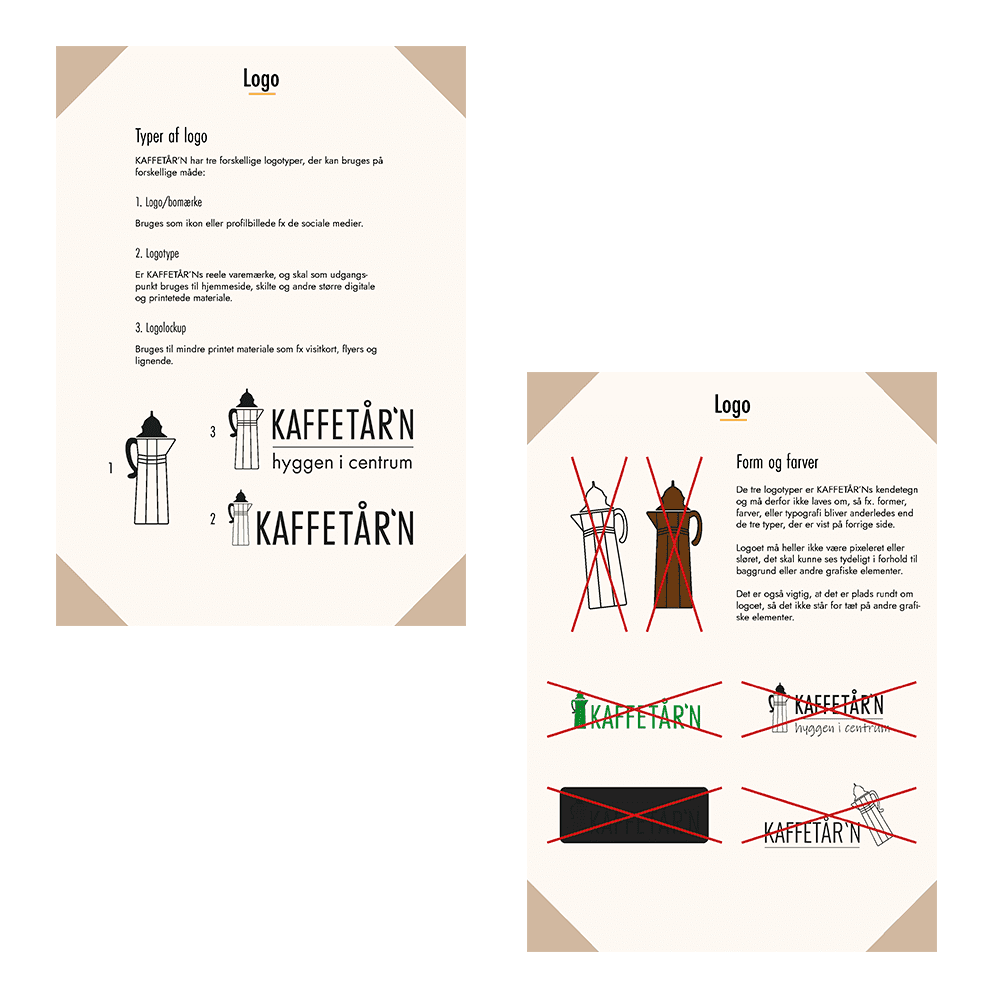 Logo
Typer af logo
KAFFETÅR'N har tre forskellige logotyper, der kan bruges på
forskellige måde:
1. Logo/bomærke
Bruges som ikon eller profilbillede fx de sociale medier.
2. Logotype
Er KAFFETÅR'Ns reele varemærke, og skal som udgangs-
punkt bruges til hjemmeside, skilte og andre større digitale
og printetede materiale.
3. Logolockup
Bruges til mindre printet materiale som fx visitkort, flyers og
lignende.
1
3
KAFFETÅR'N
hyggen i centrum
2
KAFFETÅR'N
Logo
Form og farver
De tre logotyper er KAFFETÅR'Ns kendetegn
og må derfor ikke laves om, så fx. former,
farver, eller typografi bliver anderledes end
de tre typer, der er vist på forrige side.
Logoet må heller ikke være pixeleret eller
sløret, det skal kunne ses tydeligt i forhold til
baggrund eller andre grafiske elementer.
Det er også vigtig, at det er plads rundt om
logoet, så det ikke står for tæt på andre grafi-
ske elementer.
KAFFETÅR'N
KAFFETÅR'N
hyggen i centrum
KAFFETÅR'N
KAFFETÅR'N